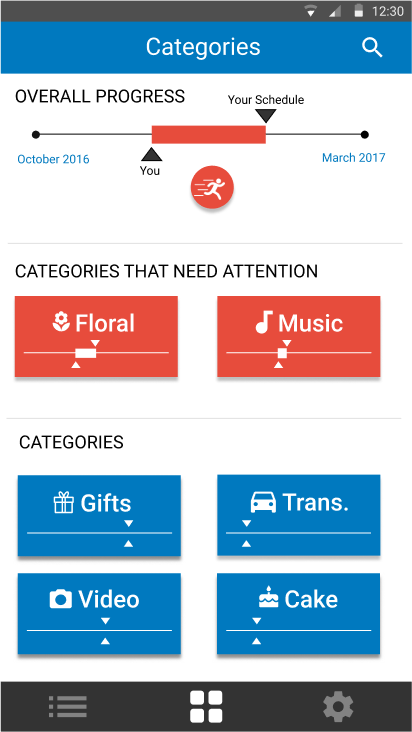 12:30
Categories
OVERALL PROGRESS
Your Schedule
October 2016
March 2017
You
CATEGORIES THAT NEED ATTENTION
Floral
Music
CATEGORIES
Gifts
Trans.
Video
Cake